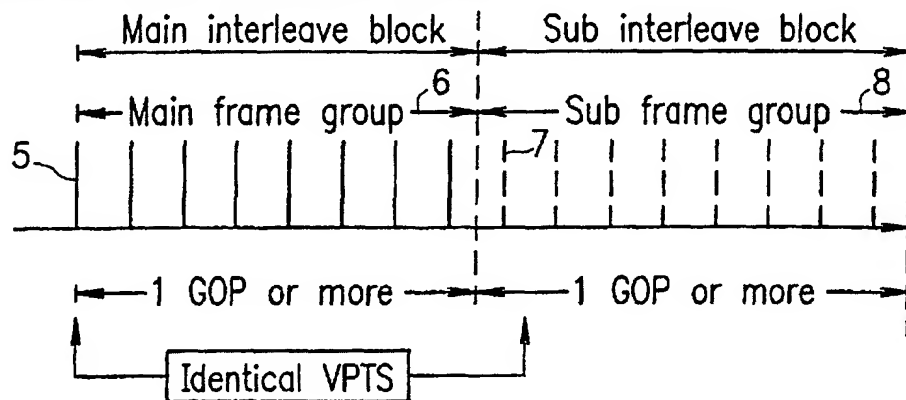 Main interleave block Sub interleave block
6 8
Main frame group Sub frame group
5 7
1 GOP or more 1 GOP or more
Identical VPTS